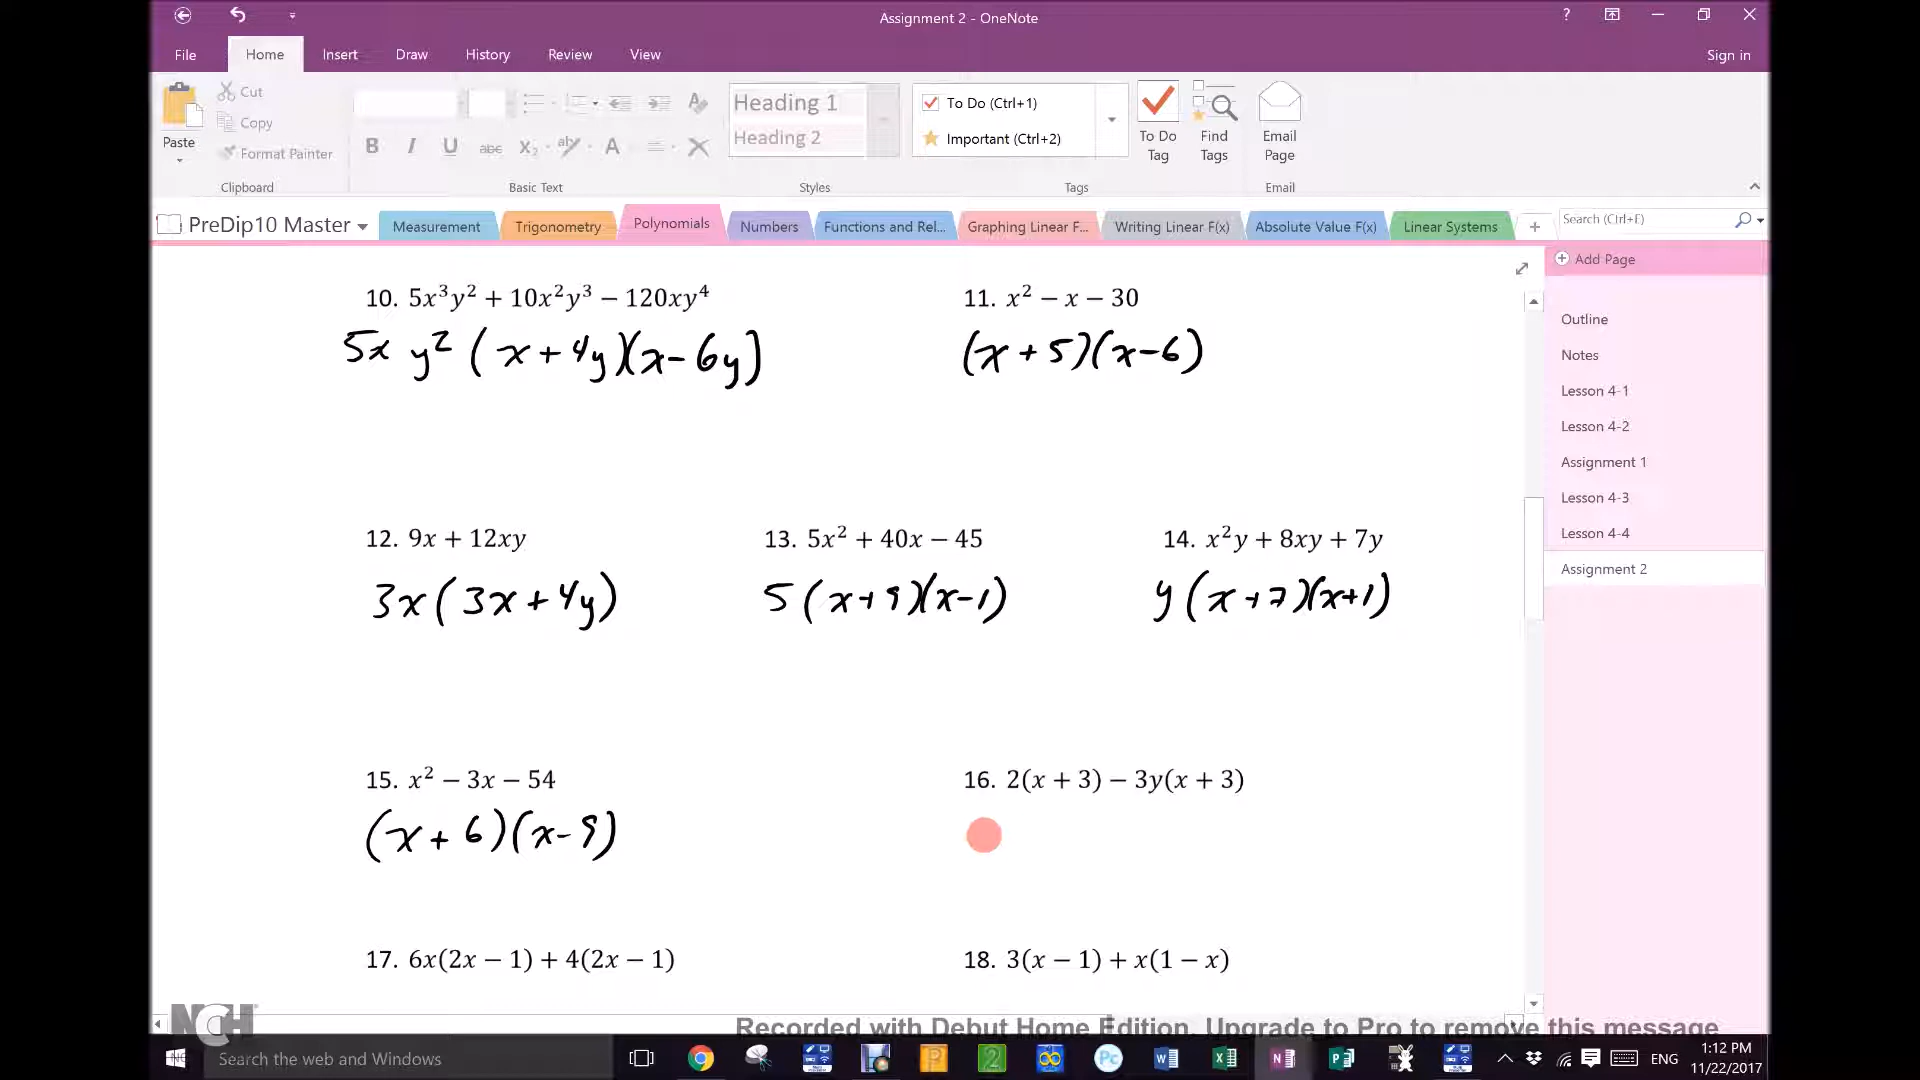 Assignment 2 - OneNote
?
File Home Insert Draw History Review View Sign in
Paste
Cut
Copy
Format Painter
Clipboard
B I U abc X₂ ab A
Basic Text
Heading 1
Heading 2
Styles
To Do (Ctrl+1)
Important (Ctrl+2)
To Do Tag
Find Tags
Tags
Email Page
Email
PreDip10 Master Measurement Trigonometry Polynomials Numbers Functions and Rel... Graphing Linear F... Writing Linear F(x) Absolute Value F(x) Linear Systems + Search (Ctrl+E)
Add Page
Outline
Notes
Lesson 4-1
Lesson 4-2
Assignment 1
Lesson 4-3
Lesson 4-4
Assignment 2
10. 5x³y² + 10x²y³ − 120xy⁴
5x y² (x + 4y)(x − 6y)
11. x² − x − 30
(x + 5)(x − 6)
12. 9x + 12xy
3x (3x + 4y)
13. 5x² + 40x − 45
5 (x + 9)(x − 1)
14. x²y + 8xy + 7y
y (x + 7)(x + 1)
15. x² − 3x − 54
(x + 6)(x − 9)
16. 2(x + 3) − 3y(x + 3)
17. 6x(2x − 1) + 4(2x − 1)
18. 3(x − 1) + x(1 − x)
NCH
Recorded with Debut Home Edition. Upgrade to Pro to remove this message
Search the web and Windows
ENG
1:12 PM
11/22/2017